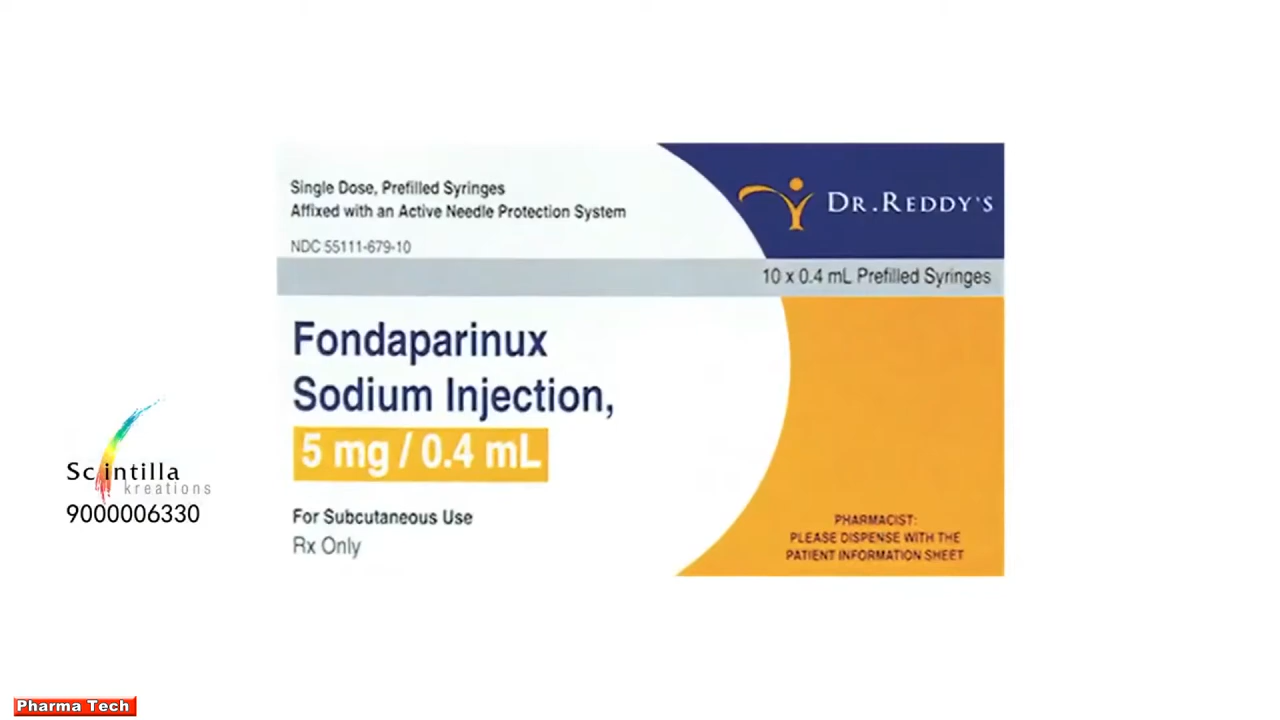 Single Dose, Prefilled Syringes
Affixed with an Active Needle Protection System
NDC 55111-679-10
DR.REDDY'S
10 x 0.4 mL Prefilled Syringes
Fondaparinux
Sodium Injection,
5 mg / 0.4 mL
For Subcutaneous Use
Rx Only
PHARMACIST:
PLEASE DISPENSE WITH THE
PATIENT INFORMATION SHEET
Scintilla
kreations
9000006330
Pharma Tech